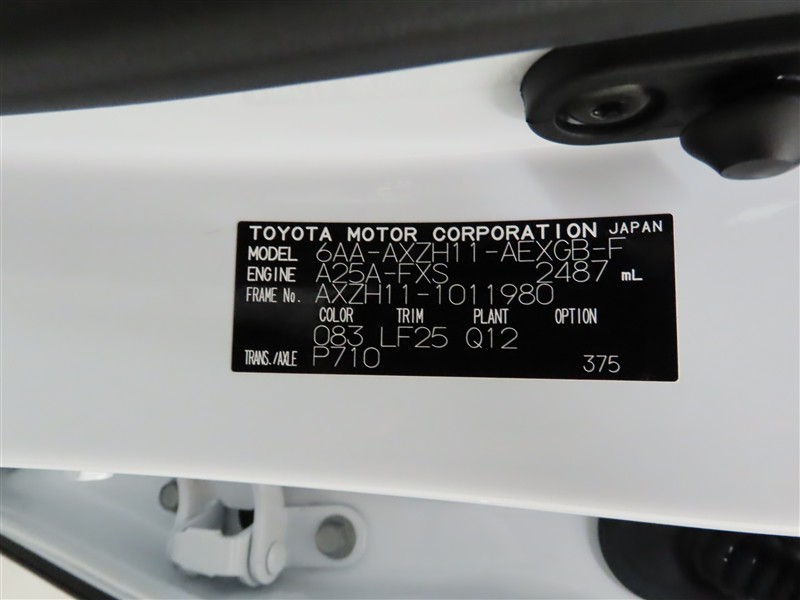 TOYOTA MOTOR CORPORATION JAPAN
MODEL 6AA-AXZH11-AEXGB-F
ENGINE A25A-FXS 2487 mL
FRAME No. AXZH11-1011980
COLOR TRIM PLANT OPTION
083 LF25 Q12
TRANS./AXLE P710 375